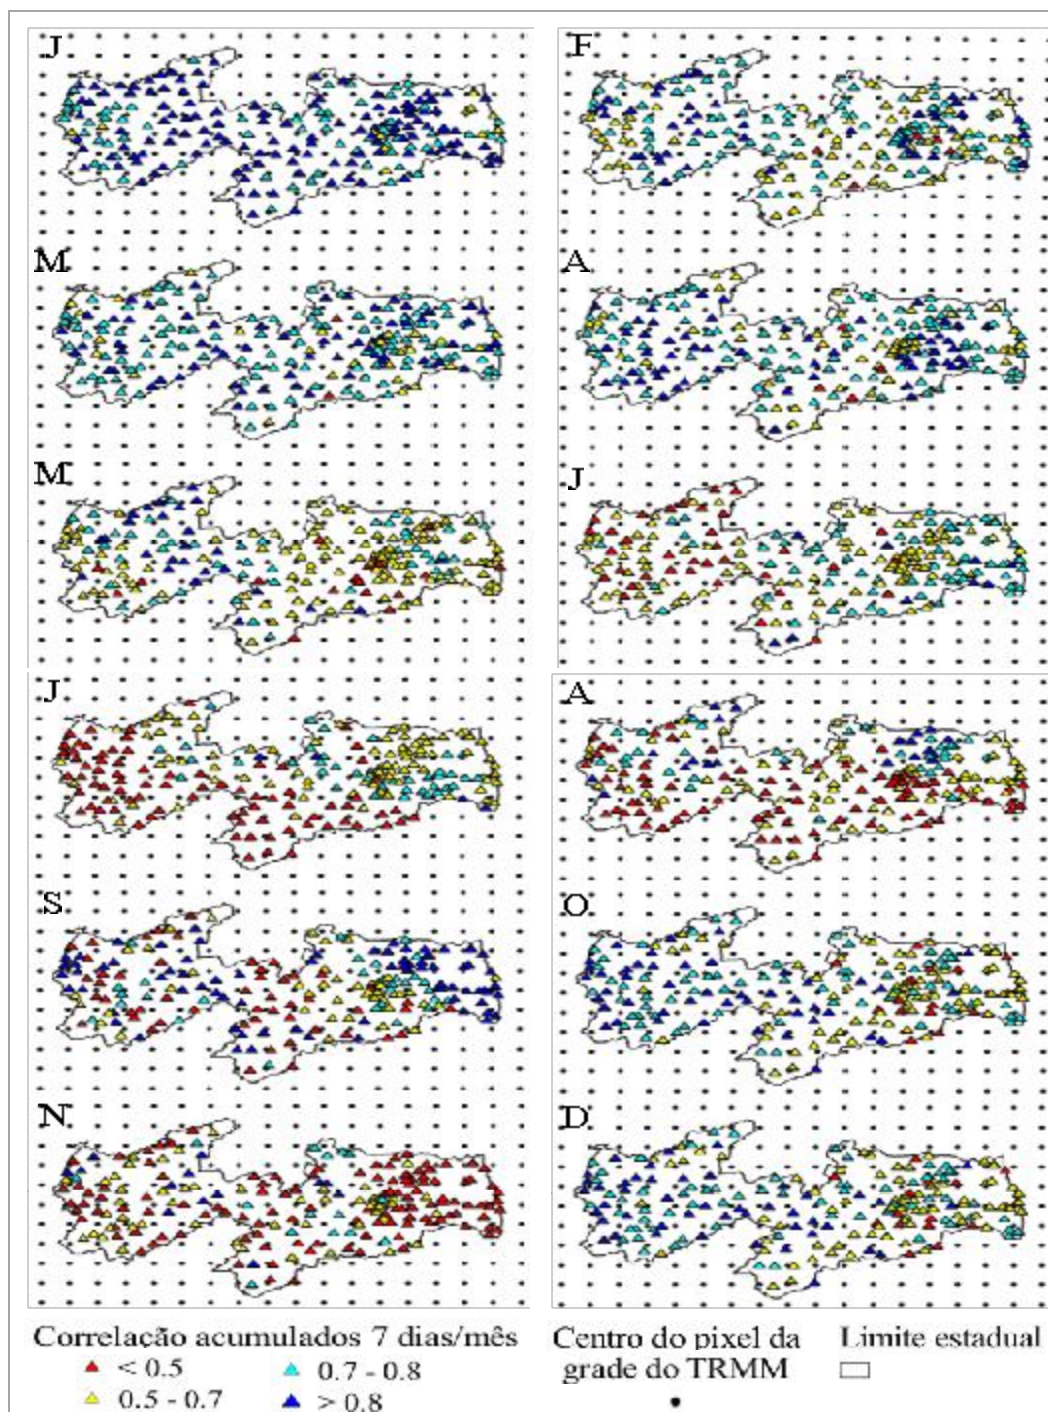 J
F
M
A
M
J
J
A
S
O
N
D
Correlação acumulados 7 dias/mês
< 0.5
0.7 - 0.8
0.5 - 0.7
> 0.8
Centro do pixel da
grade do TRMM
Limite estadual